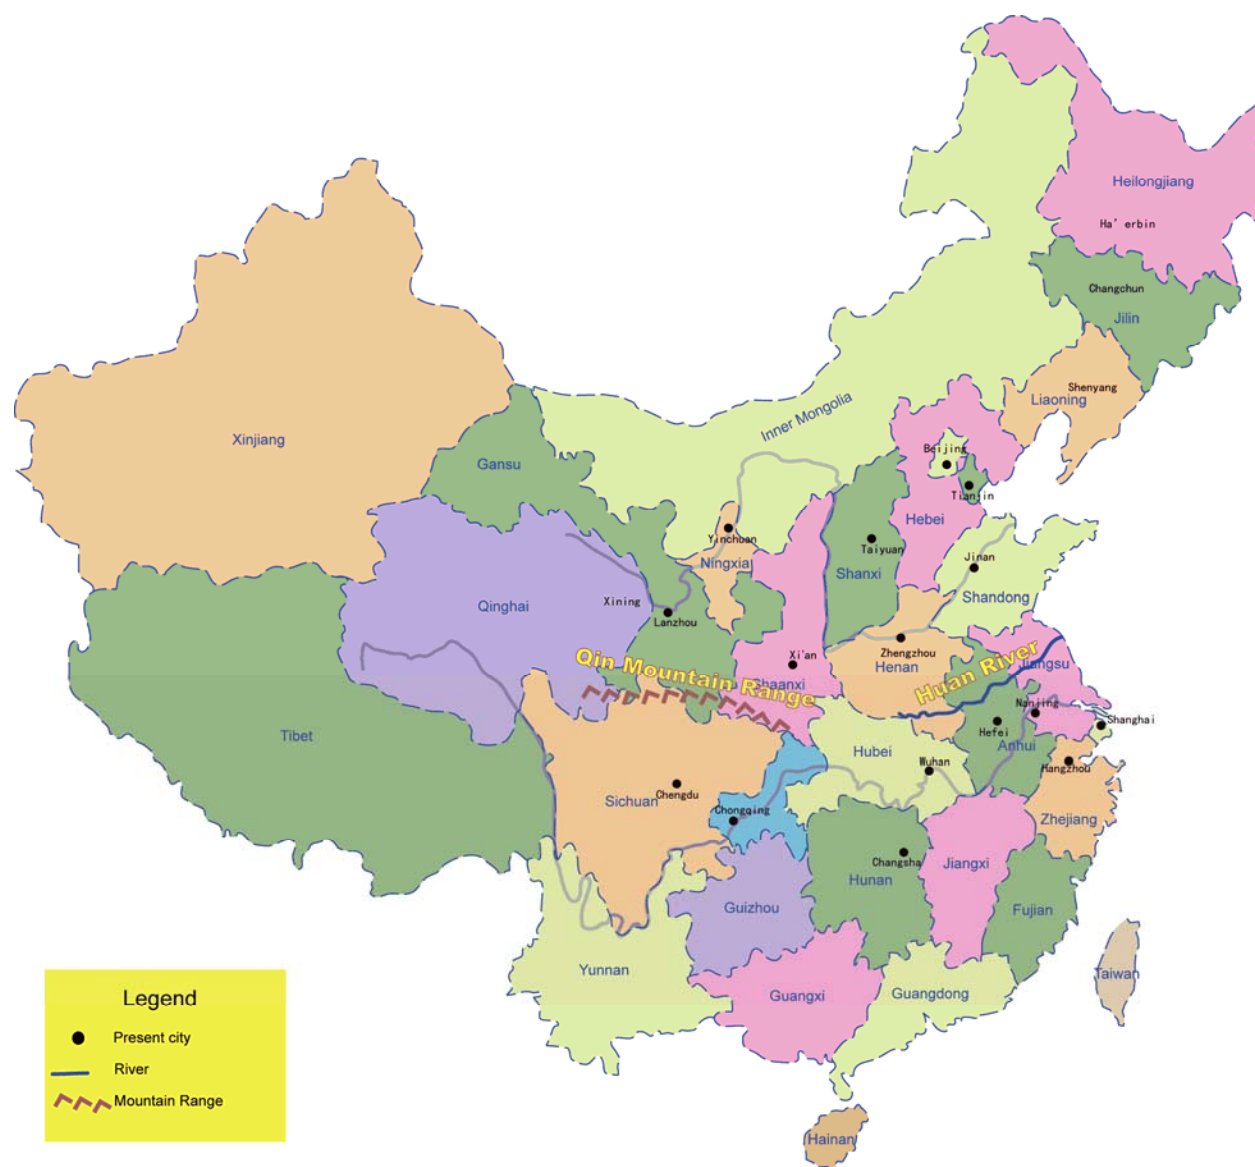 Heilongjiang
Ha' erbin
Changchun
Jilin
Shenyang
Liaoning
Inner Mongolia
Xinjiang
Gansu
Beijing
Tianjin
Hebei
Yinchuan
Ningxia
Taiyuan
Shanxi
Jinan
Shandong
Qinghai
Xining
Lanzhou
Xi'an
Shaanxi
Zhengzhou
Henan
Qin Mountain Range
Huan River
Jiangsu
Nanjing
Shanghai
Hefei
Anhui
Tibet
Hubei
Wuhan
Hangzhou
Zhejiang
Chengdu
Sichuan
Chongqing
Changsha
Hunan
Jiangxi
Guizhou
Fujian
Yunnan
Guangxi
Guangdong
Taiwan
Hainan
Legend
Present city
River
Mountain Range